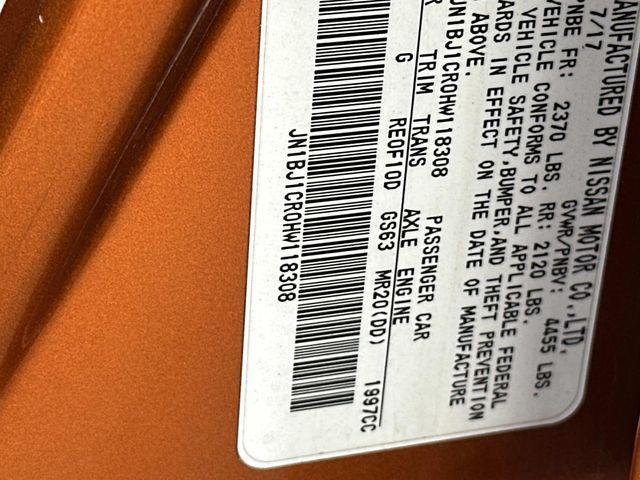 MANUFACTURED BY NISSAN MOTOR CO.,LTD.
7/17 GVWR/PNBV: 4455 LBS.
PNBE FR: 2370 LBS. RR: 2120 LBS.
VEHICLE CONFORMS TO ALL APPLICABLE FEDERAL
VEHICLE SAFETY,BUMPER,AND THEFT PREVENTION
ARDS IN EFFECT ON THE DATE OF MANUFACTURE
ABOVE.
JN1BJ1CR0HW118308 PASSENGER CAR
R TRIM TRANS AXLE ENGINE
G RE0F10D GS63 MR20(DD) 1997CC
JN1BJ1CR0HW118308